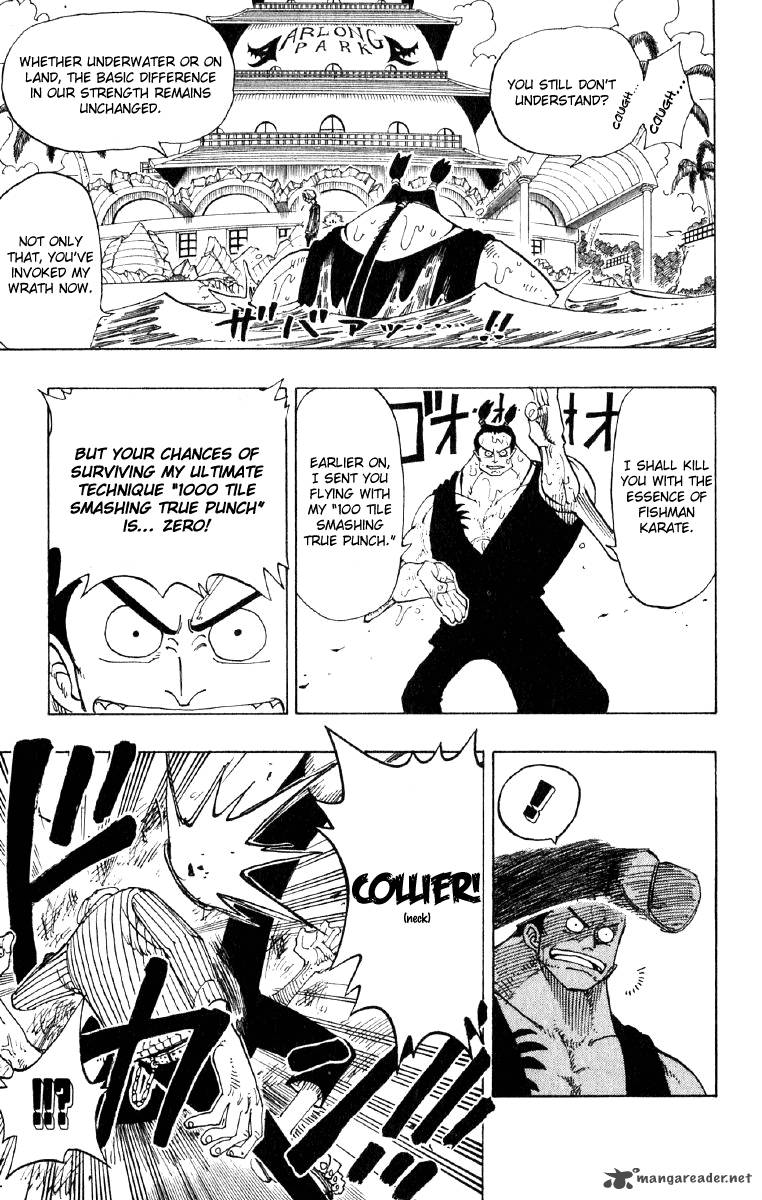 YOU STILL DON'T
UNDERSTAND?
COUGH...
COUGH...
ARLONG
PARK
WHETHER UNDERWATER OR ON
LAND, THE BASIC DIFFERENCE
IN OUR STRENGTH REMAINS
UNCHANGED.
NOT ONLY
THAT, YOU'VE
INVOKED MY
WRATH NOW.
ザバァッ・・・・!!
I SHALL KILL
YOU WITH THE
ESSENCE OF
FISHMAN
KARATE.
ゴオオオ
EARLIER ON,
I SENT YOU
FLYING WITH
MY "100 TILE
SMASHING
TRUE PUNCH."
BUT YOUR CHANCES OF
SURVIVING MY ULTIMATE
TECHNIQUE "1000 TILE
SMASHING TRUE PUNCH"
IS... ZERO!
!!
COLLIER!
(neck)
ドカ!!!
!!!?
mangareader.net